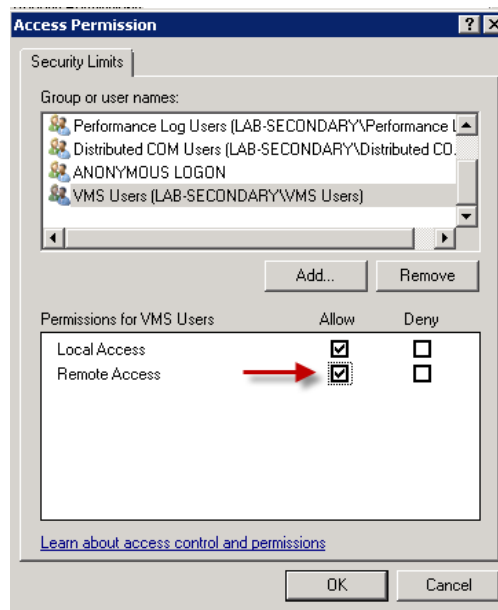 Access Permission
Security Limits
Group or user names:
Performance Log Users (LAB-SECONDARY\Performance L
Distributed COM Users (LAB-SECONDARY\Distributed CO.
ANONYMOUS LOGON
VMS Users (LAB-SECONDARY\VMS Users)
Add...
Remove
Permissions for VMS Users Allow Deny
Local Access
Remote Access
Learn about access control and permissions
OK
Cancel